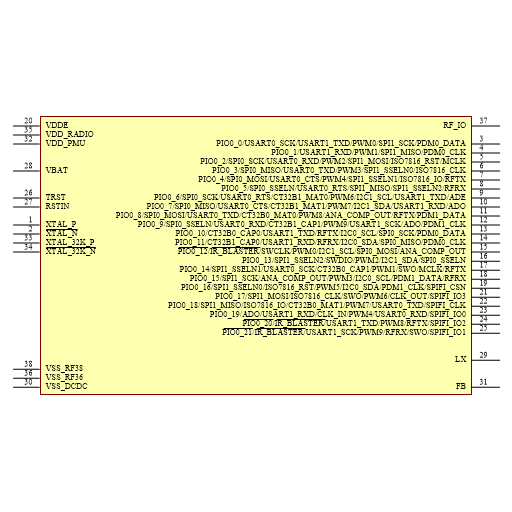 20 VDDE RF_IO 37
35 VDD_RADIO
32 VDD_PMU PIO0_0/USART0_SCK/USART1_TXD/PWM0/SPI1_SCK/PDM0_DATA 3
PIO0_1/USART1_RXD/PWM1/SPI1_MISO/PDM0_CLK 4
PIO0_2/SPI0_SCK/USART0_RXD/PWM2/SPI1_MOSI/ISO7816_RST/MCLK 5
28 VBAT PIO0_3/SPI0_MISO/USART0_TXD/PWM3/SPI1_SSELN0/ISO7816_CLK 6
PIO0_4/SPI0_MOSI/USART0_CTS/PWM4/SPI1_SSELN1/ISO7816_IO/RFTX 7
PIO0_5/SPI0_SSELN/USART0_RTS/SPI1_MISO/SPI1_SSELN2/RFRX 8
26 TRST PIO0_6/SPI0_SCK/USART0_RTS/CT32B1_MAT0/PWM6/I2C1_SCL/USART1_TXD/ADE 9
27 RSTIN PIO0_7/SPI0_MISO/USART0_CTS/CT32B1_MAT1/PWM7/I2C1_SDA/USART1_RXD/ADO 10
PIO0_8/SPI0_MOSI/USART0_TXD/CT32B0_MAT0/PWM8/ANA_COMP_OUT/RFTX/PDM1_DATA 11
1 XTAL_P PIO0_9/SPI0_SSELN/USART0_RXD/CT32B1_CAP1/PWM9/USART1_SCK/ADO/PDM1_CLK 12
2 XTAL_N PIO0_10/CT32B0_CAP0/USART1_TXD/RFTX/I2C0_SCL/SPI0_SCK/PDM0_DATA 13
33 XTAL_32K_P PIO0_11/CT32B1_CAP0/USART1_RXD/RFRX/I2C0_SDA/SPI0_MISO/PDM0_CLK 14
34 XTAL_32K_N PIO0_12/IR_BLASTER/SWCLK/PWM0/I2C1_SCL/SPI0_MOSI/ANA_COMP 15
PIO0_13/SPI1_SSELN2/SWDIO/PWM2/I2C1_SDA/SPI0_SSELN 16
PIO0_14/SPI1_SSELN1/USART0_SCK/CT32B0_CAP1/PWM1/SWO/MCLK/RFTX 17
PIO0_15/SPI1_SCK/ANA_COMP_OUT/PWM3/I2C0_SCL/PDM1_DATA/RFRX 18
PIO0_16/SPI1_SSELN0/ISO7816_RST/PWM5/I2C0_SDA/PDM1_CLK/SPIFI_CSN 19
PIO0_17/SPI1_MOSI/ISO7816_CLK/SWO/PWM6/CLK_OUT/SPIFI_IO3 21
PIO0_18/SPI1_MISO/ISO7816_IO/CT32B0_MAT1/PWM7/USART0_TXD/SPIFI_CLK 22
PIO0_19/ADO/USART1_RXD/CLK_IN/PWM4/USART0_RXD/SPIFI_IO0 23
PIO0_20/IR_BLASTER/USART1_TXD/PWM8/RFTX/SPIFI_IO2 24
PIO0_21/IR_BLASTER/USART1_SCK/PWM9/RFRX/SWO/SPIFI_IO1 25
LX 29
38 VSS_RF38
36 VSS_RF36
30 VSS_DCDC FB 31